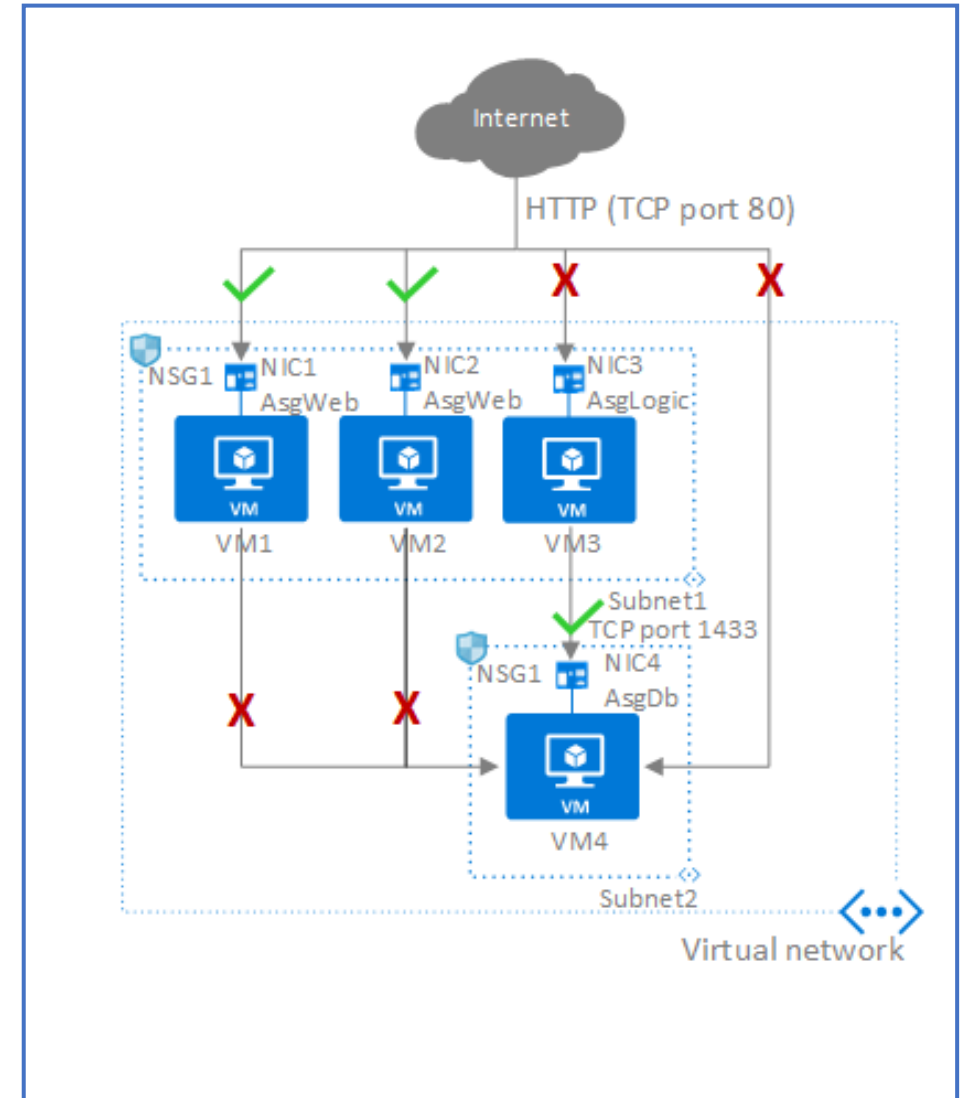 Internet
HTTP (TCP port 80)
X
X
NSG1
NIC1
AsgWeb
NIC2
AsgWeb
NIC3
AsgLogic
VM
VM
VM
VM1
VM2
VM3
Subnet1
TCP port 1433
NSG1
NIC4
AsgDb
X
X
VM
VM4
Subnet2
Virtual network